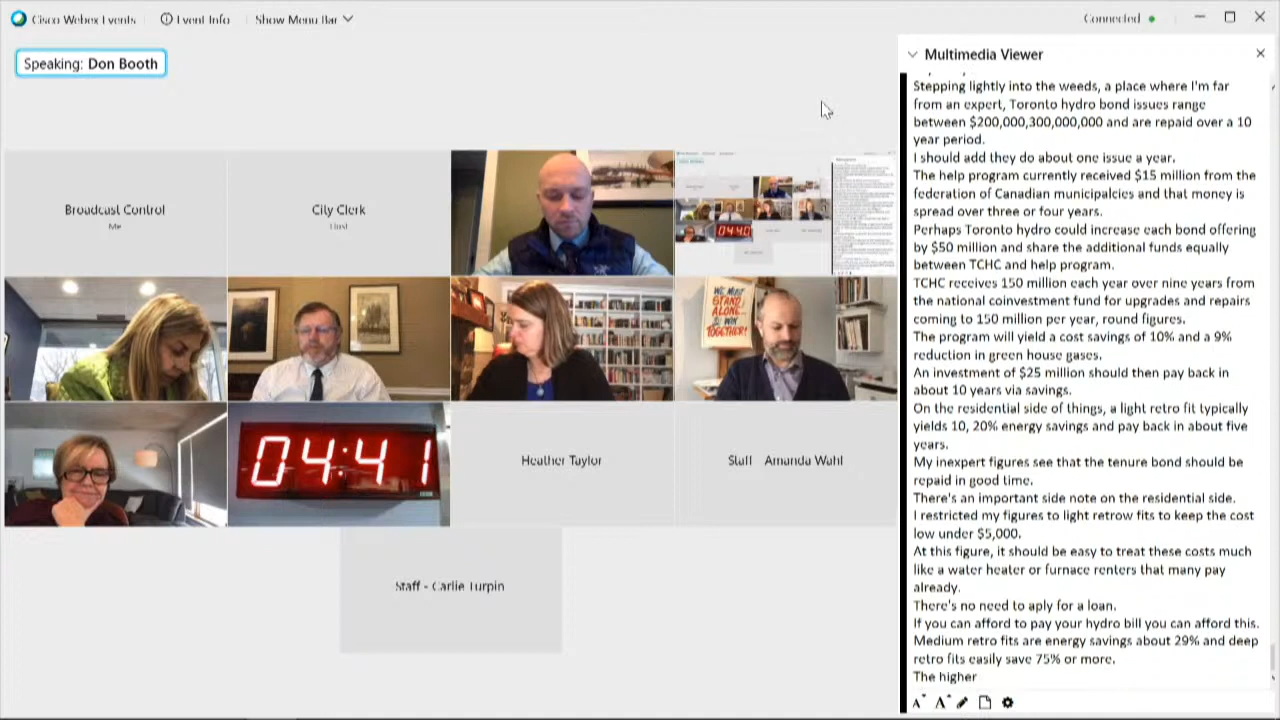 Cisco Webex Events
Event Info
Show Menu Bar
Connected
Speaking: Don Booth
Multimedia Viewer
Stepping lightly into the weeds, a place where I'm far
from an expert, Toronto hydro bond issues range
between $200,000,300,000,000 and are repaid over a 10
year period.
I should add they do about one issue a year.
The help program currently received $15 million from the
federation of Canadian municipalcies and that money is
spread over three or four years.
Perhaps Toronto hydro could increase each bond offering
by $50 million and share the additional funds equally
between TCHC and help program.
TCHC receives 150 million each year over nine years from
the national coinvestment fund for upgrades and repairs
coming to 150 million per year, round figures.
The program will yield a cost savings of 10% and a 9%
reduction in green house gases.
An investment of $25 million should then pay back in
about 10 years via savings.
On the residential side of things, a light retro fit typically
yields 10, 20% energy savings and pay back in about five
years.
My inexpert figures see that the tenure bond should be
repaid in good time.
There's an important side note on the residential side.
I restricted my figures to light retrow fits to keep the cost
low under $5,000.
At this figure, it should be easy to treat these costs much
like a water heater or furnace renters that many pay
already.
There's no need to aply for a loan.
If you can afford to pay your hydro bill you can afford this.
Medium retro fits are energy savings about 29% and deep
retro fits easily save 75% or more.
The higher
Broadcast
Me
City Clerk
Host
04:40
WE MUST
STAND
ALONE...
WIN
TOGETHER!
04:41
Heather Taylor
Staff Amanda Wahl
Staff - Carlie Turpin